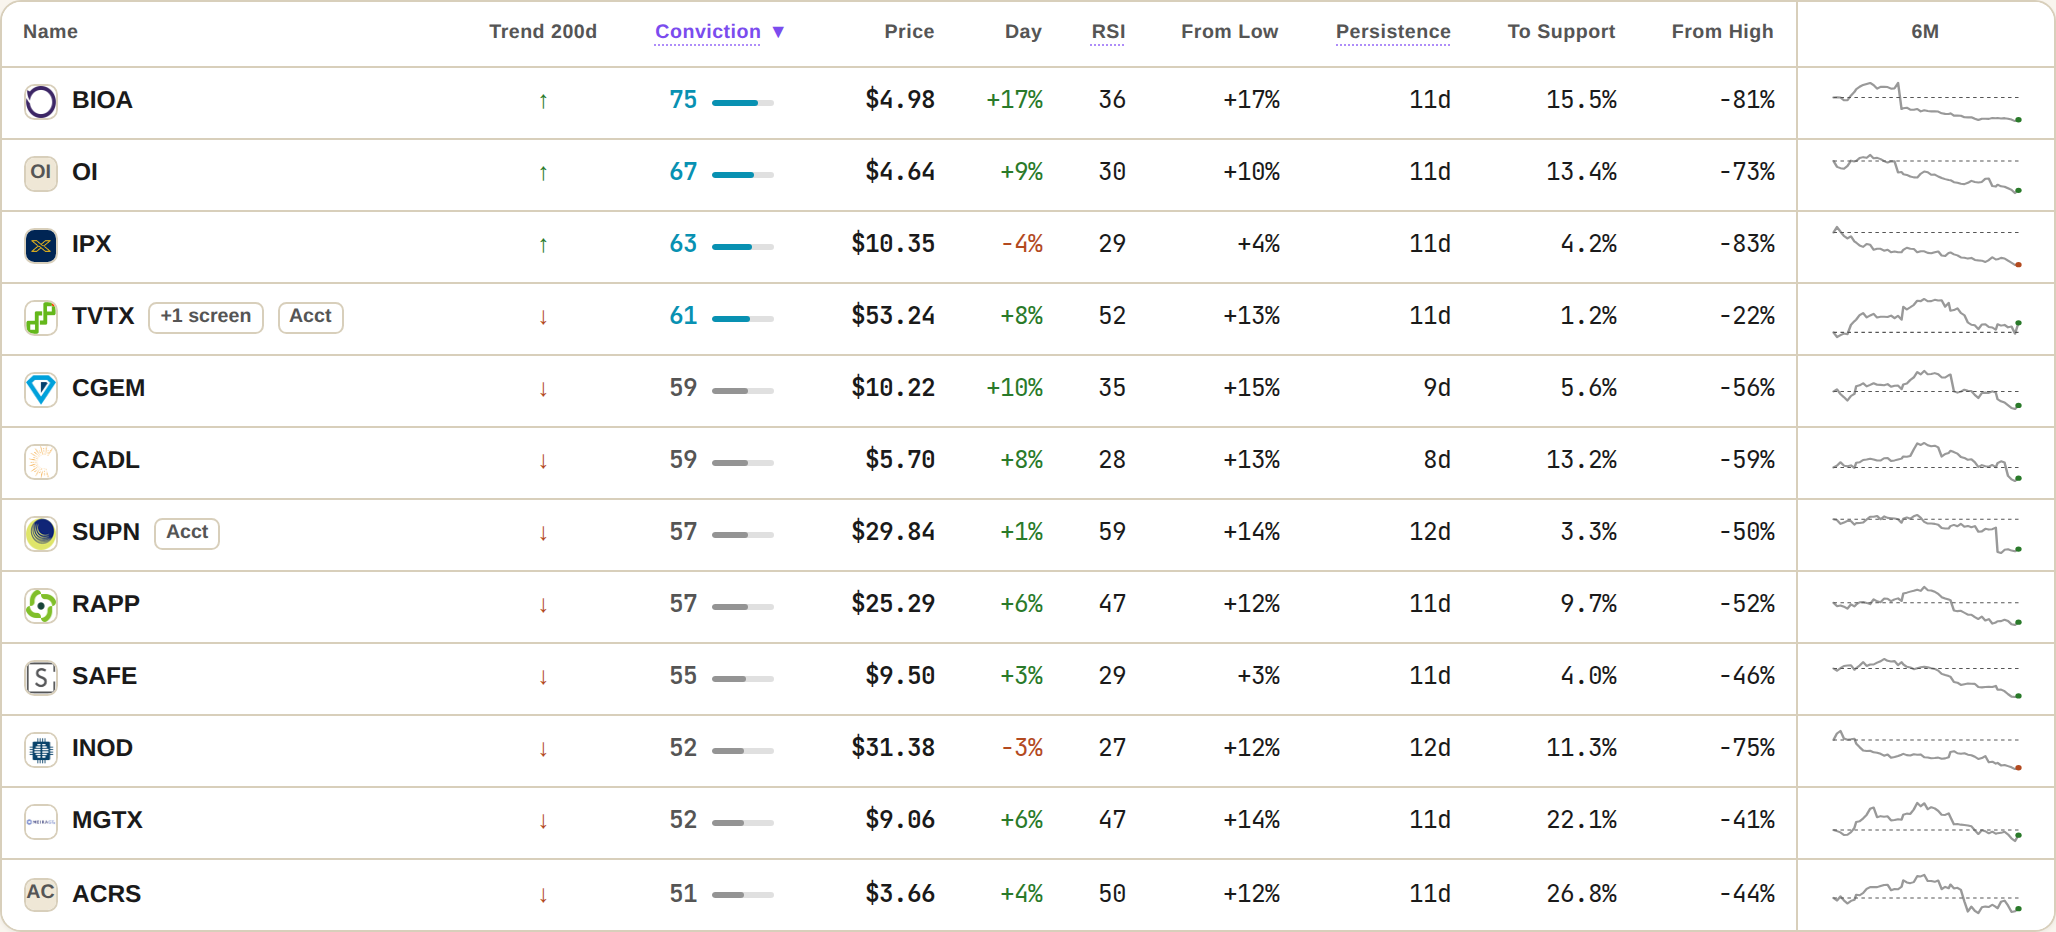 Name Trend 200d Conviction ▼ Price Day RSI From Low Persistence To Support From High 6M
BIOA ↑ 75 $4.98 +17% 36 +17% 11d 15.5% -81%
OI OI ↑ 67 $4.64 +9% 30 +10% 11d 13.4% -73%
IPX ↑ 63 $10.35 -4% 29 +4% 11d 4.2% -83%
TVTX +1 screen Acct ↓ 61 $53.24 +8% 52 +13% 11d 1.2% -22%
CGEM ↓ 59 $10.22 +10% 35 +15% 9d 5.6% -56%
CADL ↓ 59 $5.70 +8% 28 +13% 8d 13.2% -59%
SUPN Acct ↓ 57 $29.84 +1% 59 +14% 12d 3.3% -50%
RAPP ↓ 57 $25.29 +6% 47 +12% 11d 9.7% -52%
S SAFE ↓ 55 $9.50 +3% 29 +3% 11d 4.0% -46%
INOD ↓ 52 $31.38 -3% 27 +12% 12d 11.3% -75%
MGTX ↓ 52 $9.06 +6% 47 +14% 11d 22.1% -41%
AC ACRS ↓ 51 $3.66 +4% 50 +12% 11d 26.8% -44%